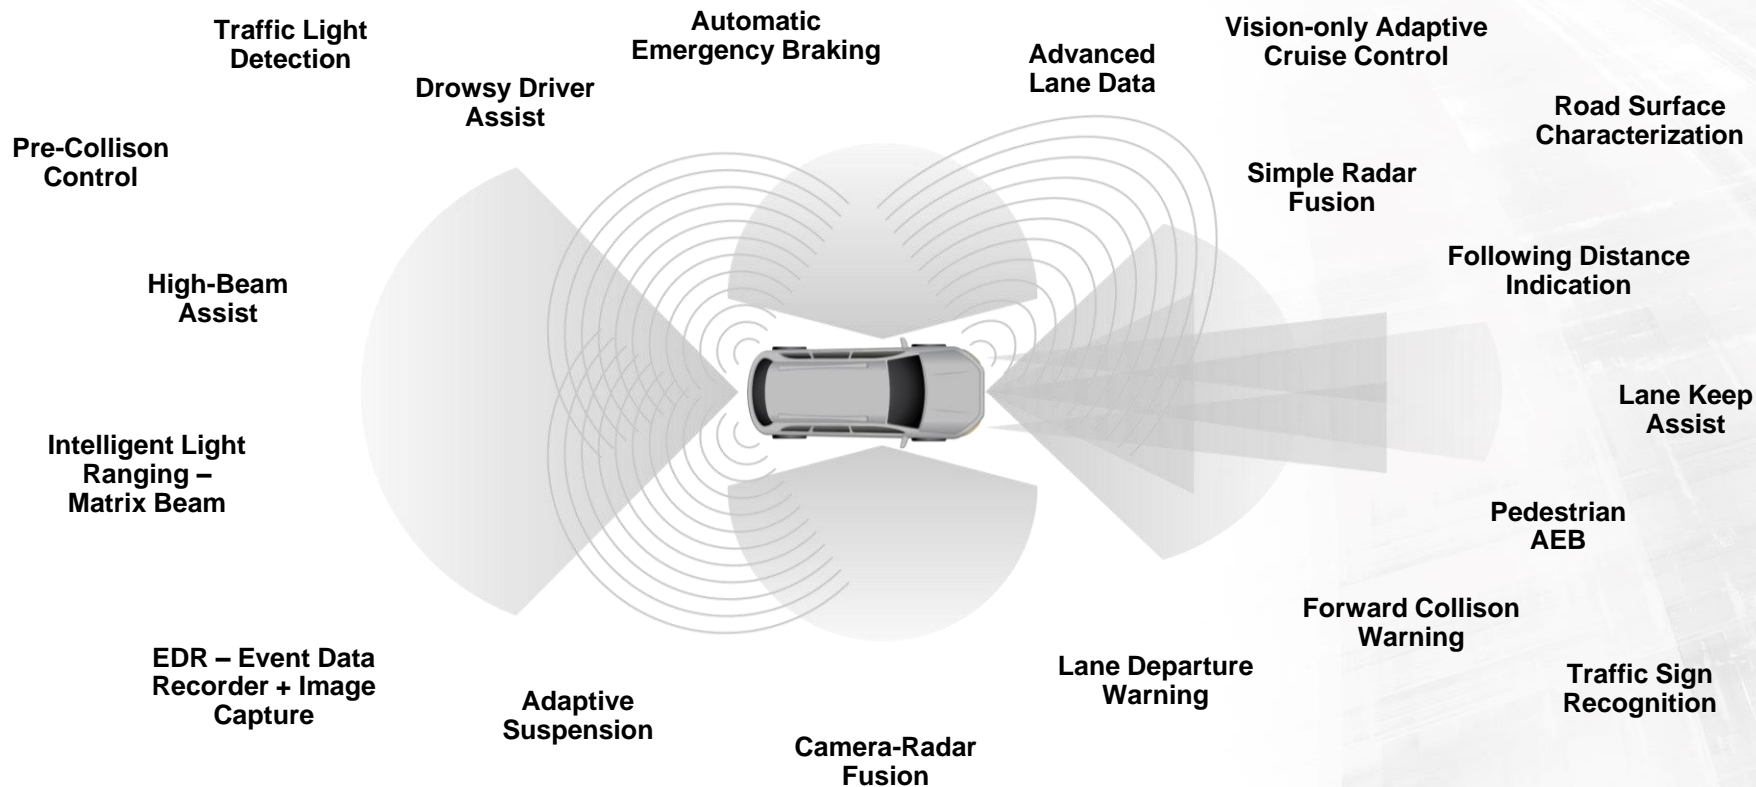 Traffic Light
Detection
Automatic
Emergency Braking
Vision-only Adaptive
Cruise Control
Advanced
Lane Data
Drowsy Driver
Assist
Road Surface
Characterization
Pre-Collison
Control
Simple Radar
Fusion
Following Distance
Indication
High-Beam
Assist
Lane Keep
Assist
Intelligent Light
Ranging –
Matrix Beam
Pedestrian
AEB
Forward Collison
Warning
EDR – Event Data
Recorder + Image
Capture
Lane Departure
Warning
Traffic Sign
Recognition
Adaptive
Suspension
Camera-Radar
Fusion